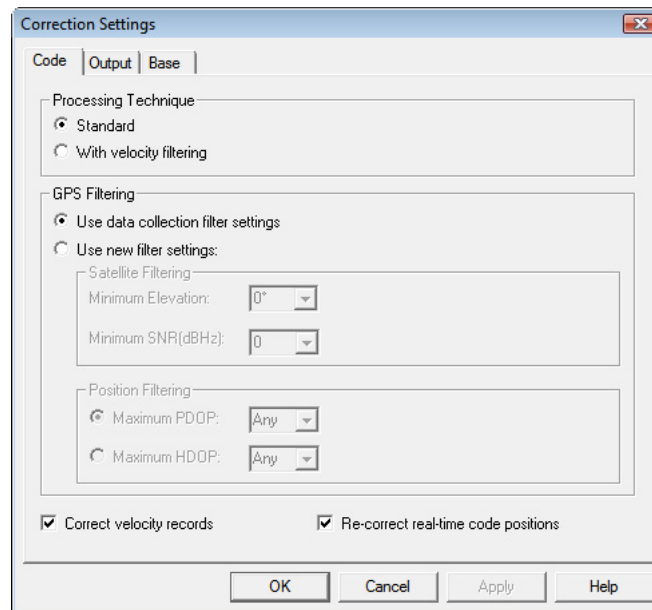 Correction Settings
Code Output Base
Processing Technique
Standard
With velocity filtering
GPS Filtering
Use data collection filter settings
Use new filter settings:
Satellite Filtering
Minimum Elevation: 0°
Minimum SNR(dBHz): 0
Position Filtering
Maximum PDOP: Any
Maximum HDOP: Any
Correct velocity records Re-correct real-time code positions
OK Cancel Apply Help